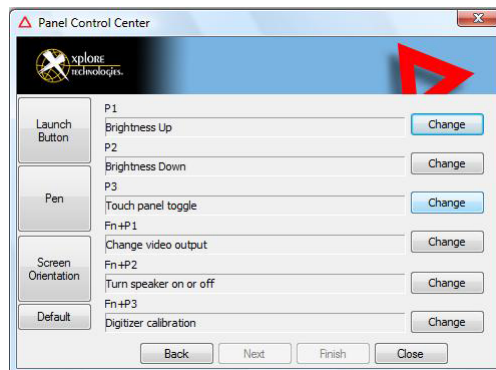 Panel Control Center
xplore
technologies.
Launch
Button
Pen
Screen
Orientation
Default
P1
Brightness Up
Change
P2
Brightness Down
Change
P3
Touch panel toggle
Change
Fn+P1
Change video output
Change
Fn+P2
Turn speaker on or off
Change
Fn+P3
Digitizer calibration
Change
Back
Next
Finish
Close